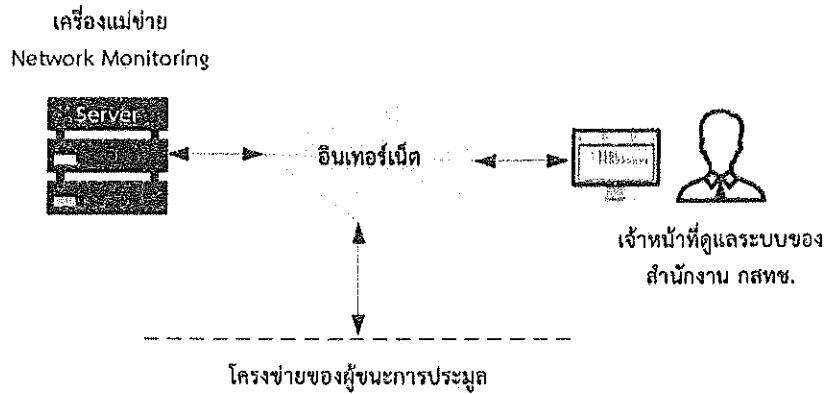 เครื่องแม่ข่าย
Network Monitoring
Server
อินเทอร์เน็ต
เจ้าหน้าที่ดูแลระบบของ
สำนักงาน กสทช.
โครงข่ายของผู้ชนะการประมูล